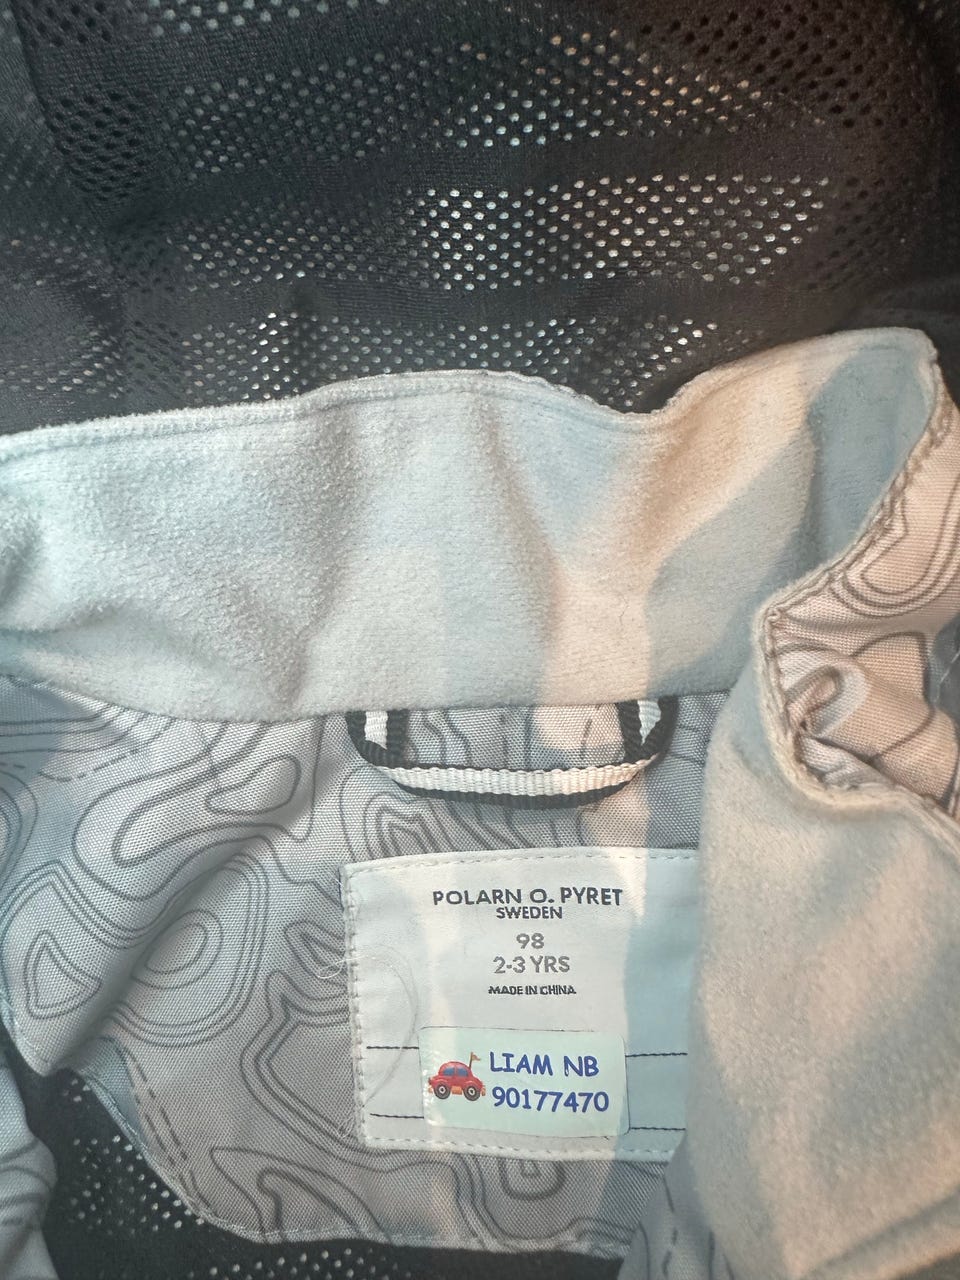 POLARN O. PYRET
SWEDEN
98
2-3 YRS
MADE IN CHINA
LIAM NB
90177470